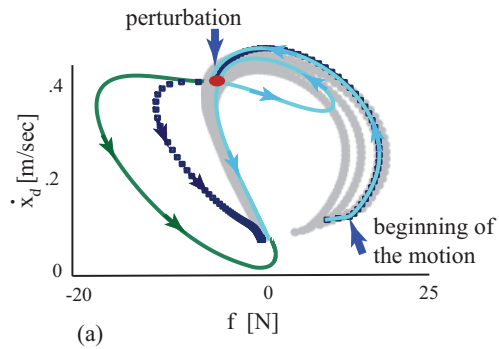 perturbation
.4
.2
0
ẋd [m/sec]
beginning of
the motion
-20
0
25
f [N]
(a)